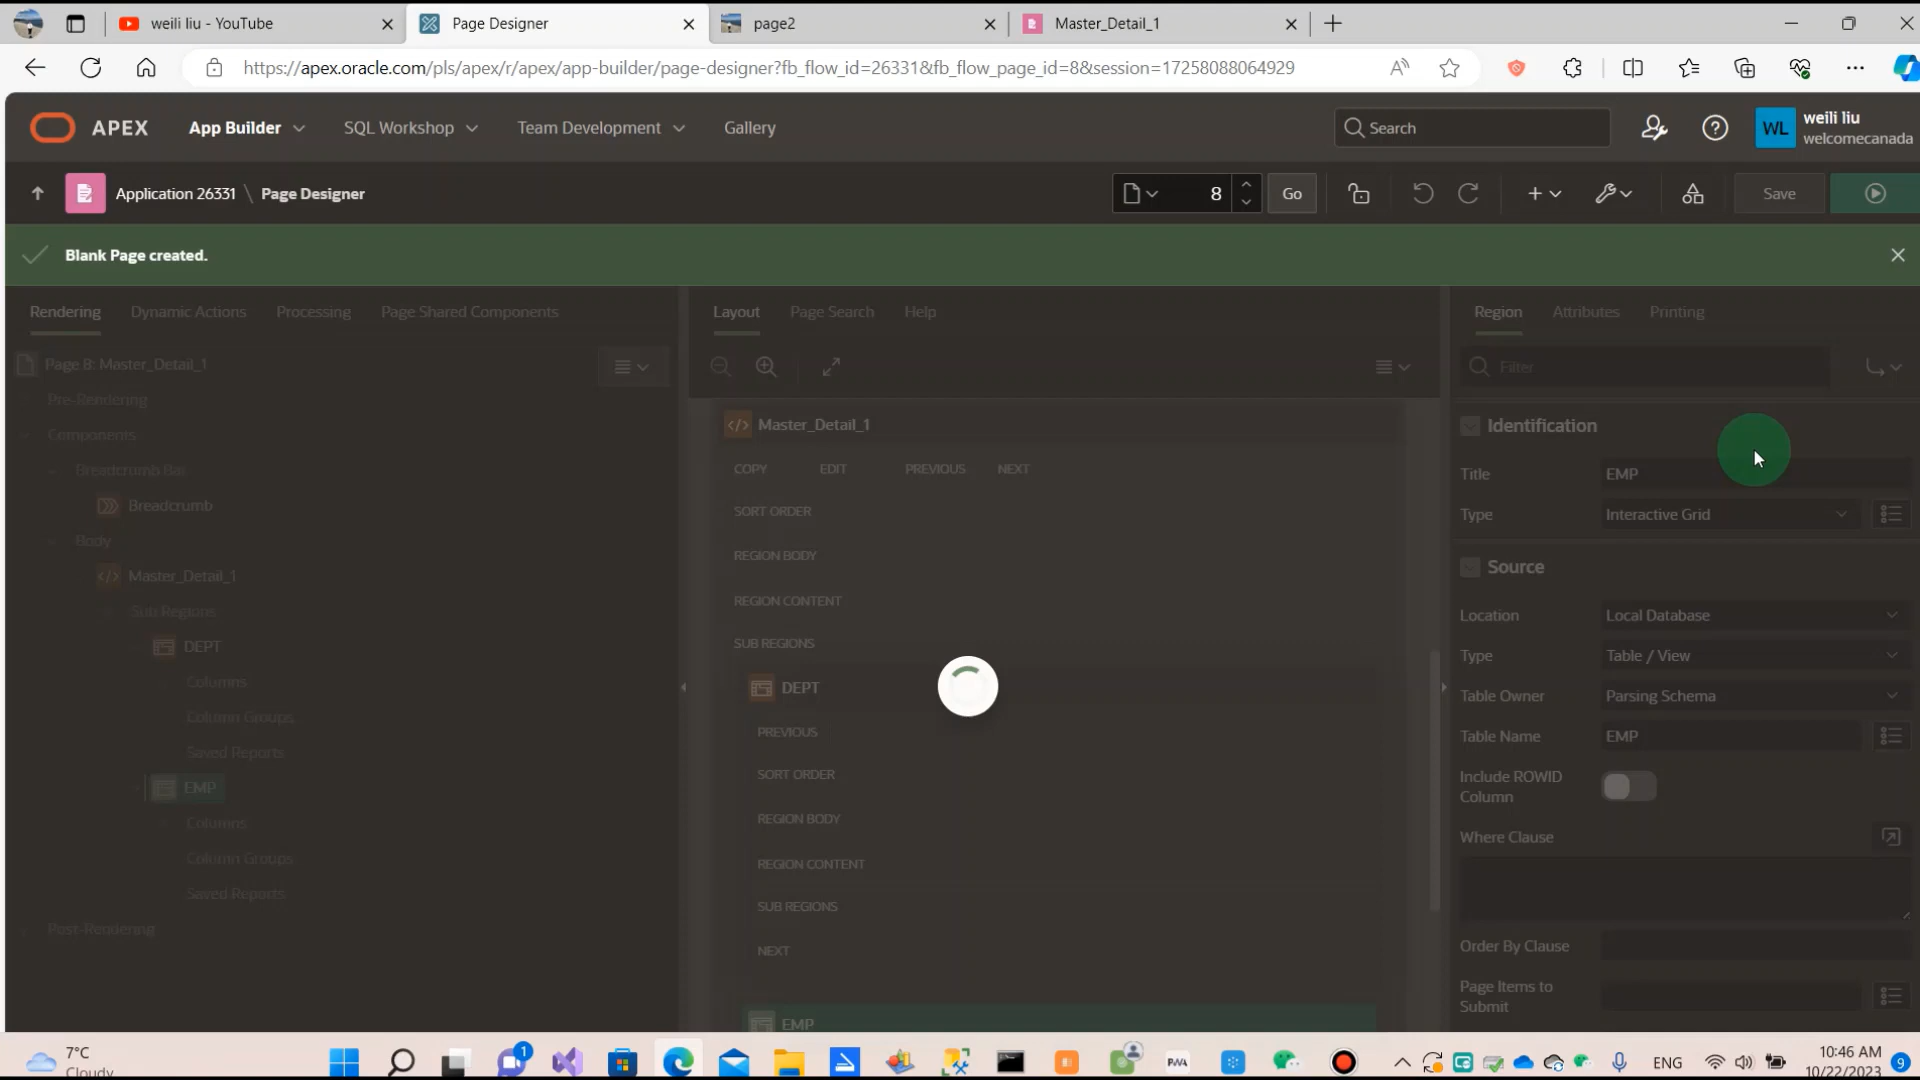 weili liu - YouTube
Page Designer
page2
Master_Detail_1
https://apex.oracle.com/pls/apex/r/apex/app-builder/page-designer?fb_flow_id=26331&fb_flow_page_id=8&session=17258088064929
APEX
App Builder
SQL Workshop
Team Development
Gallery
Search
WL
weili liu
welcomecanada
Application 26331 \ Page Designer
8
Go
Save
Blank Page created.
Rendering
Dynamic Actions
Processing
Page Shared Components
Layout
Page Search
Help
Region
Attributes
Printing
Page 8: Master_Detail_1
Pre-Rendering
Components
Breadcrumb Bar
Breadcrumb
Body
Master_Detail_1
Sub Regions
DEPT
Columns
Column Groups
Saved Reports
EMP
Columns
Column Groups
Saved Reports
Post-Rendering
Master_Detail_1
COPY
EDIT
PREVIOUS
NEXT
SORT ORDER
REGION BODY
REGION CONTENT
SUB REGIONS
DEPT
PREVIOUS
SORT ORDER
REGION BODY
REGION CONTENT
SUB REGIONS
NEXT
EMP
Filter
Identification
Title
EMP
Type
Interactive Grid
Source
Location
Local Database
Type
Table / View
Table Owner
Parsing Schema
Table Name
EMP
Include ROWID
Column
Where Clause
Order By Clause
Page Items to
Submit
7°C
Cloudy
1
PWA
ENG
10:46 AM
10/22/2023
9